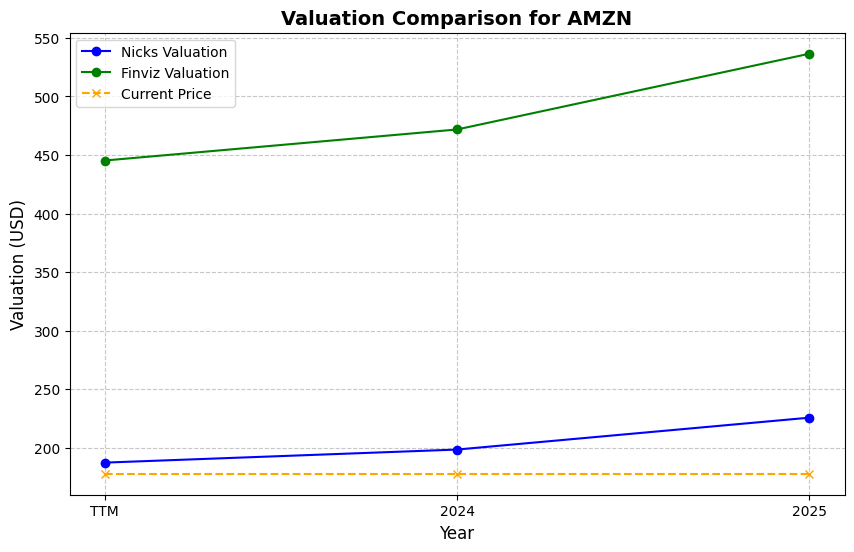 Valuation Comparison for AMZN
Nicks Valuation
Finviz Valuation
Current Price
Valuation (USD)
550
500
450
400
350
300
250
200
TTM
2024
2025
Year